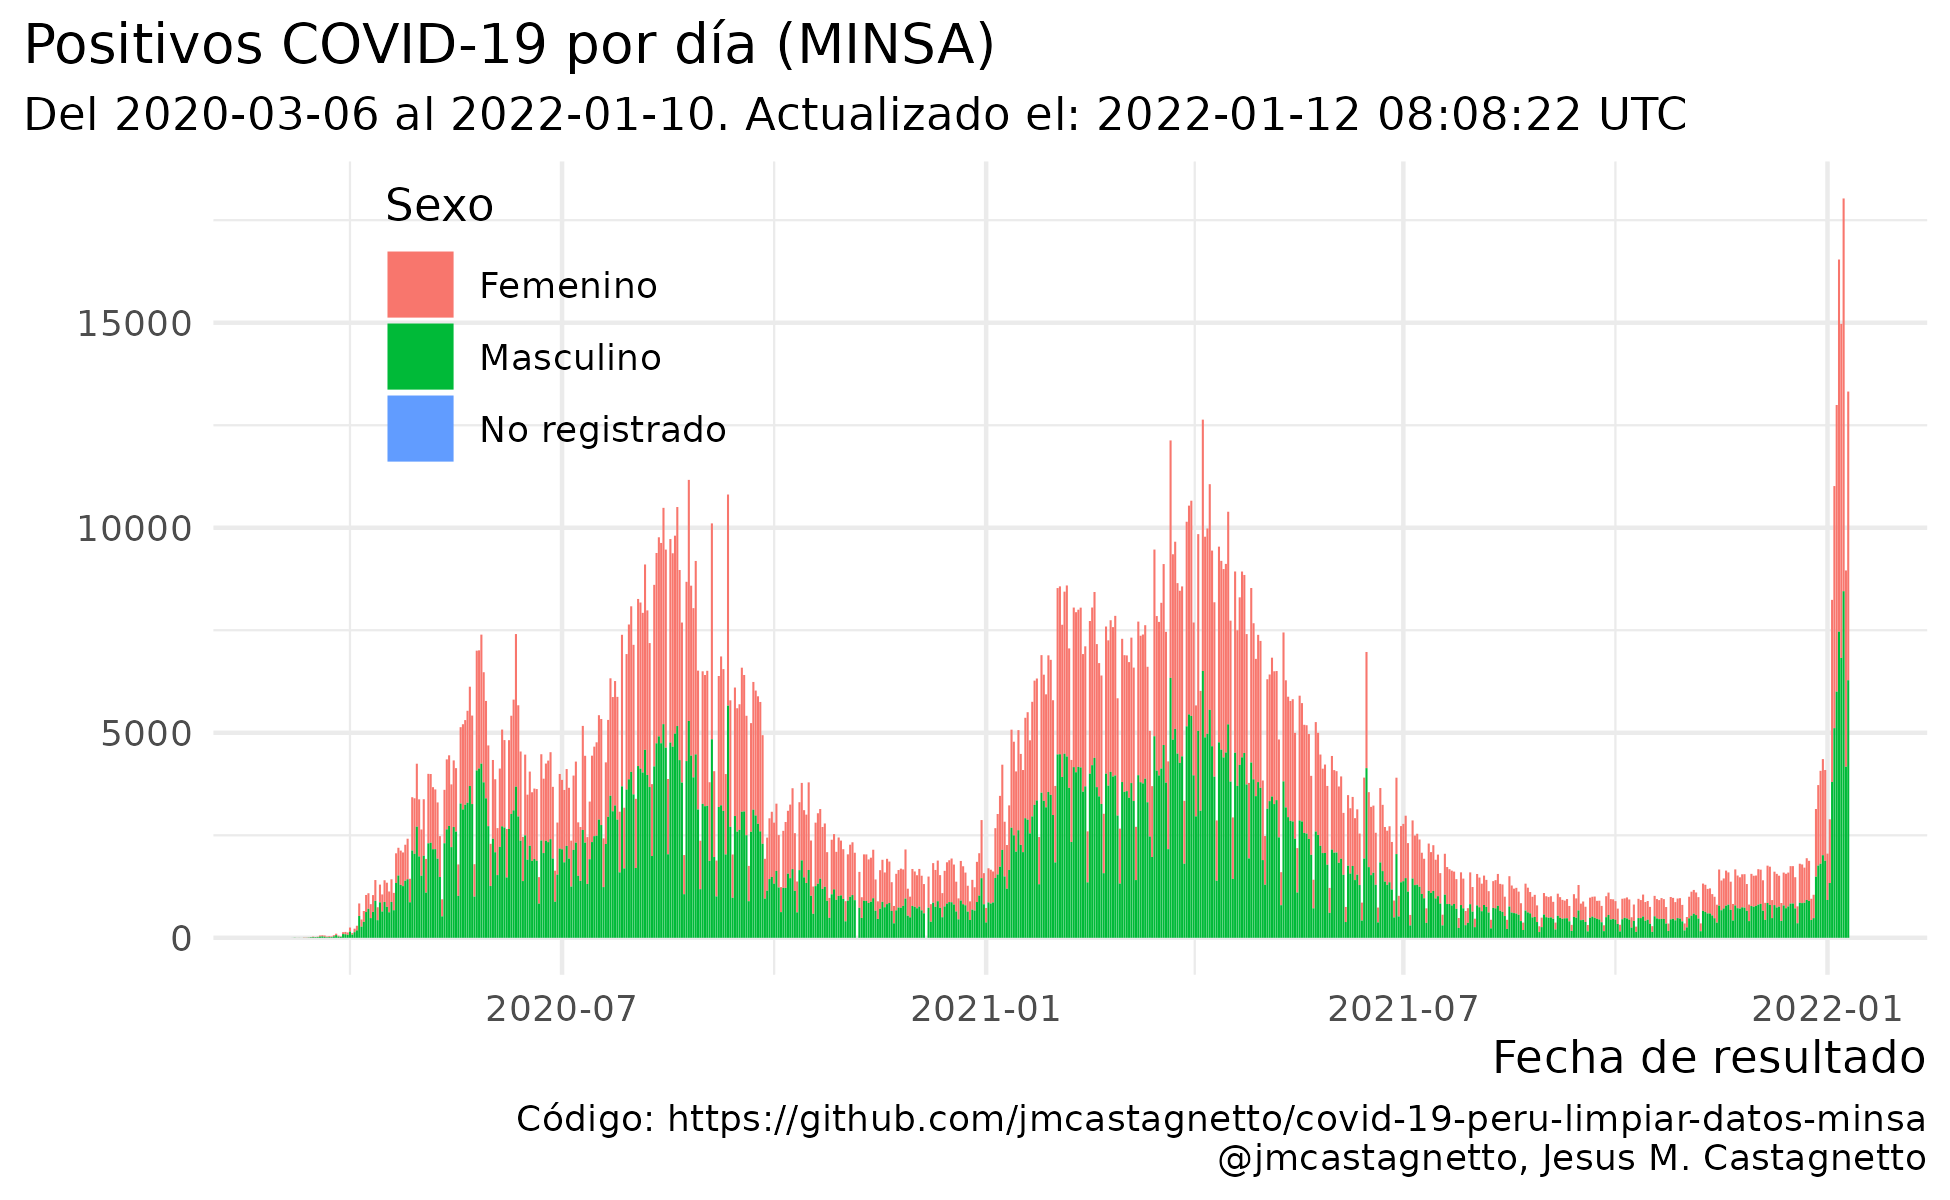 Positivos COVID-19 por día (MINSA)
Del 2020-03-06 al 2022-01-10. Actualizado el: 2022-01-12 08:08:22 UTC
Sexo
Femenino
Masculino
No registrado
15000
10000
5000
0
2020-07
2021-01
2021-07
2022-01
Fecha de resultado
Código: https://github.com/jmcastagnetto/covid-19-peru-limpiar-datos-minsa
@jmcastagnetto, Jesus M. Castagnetto